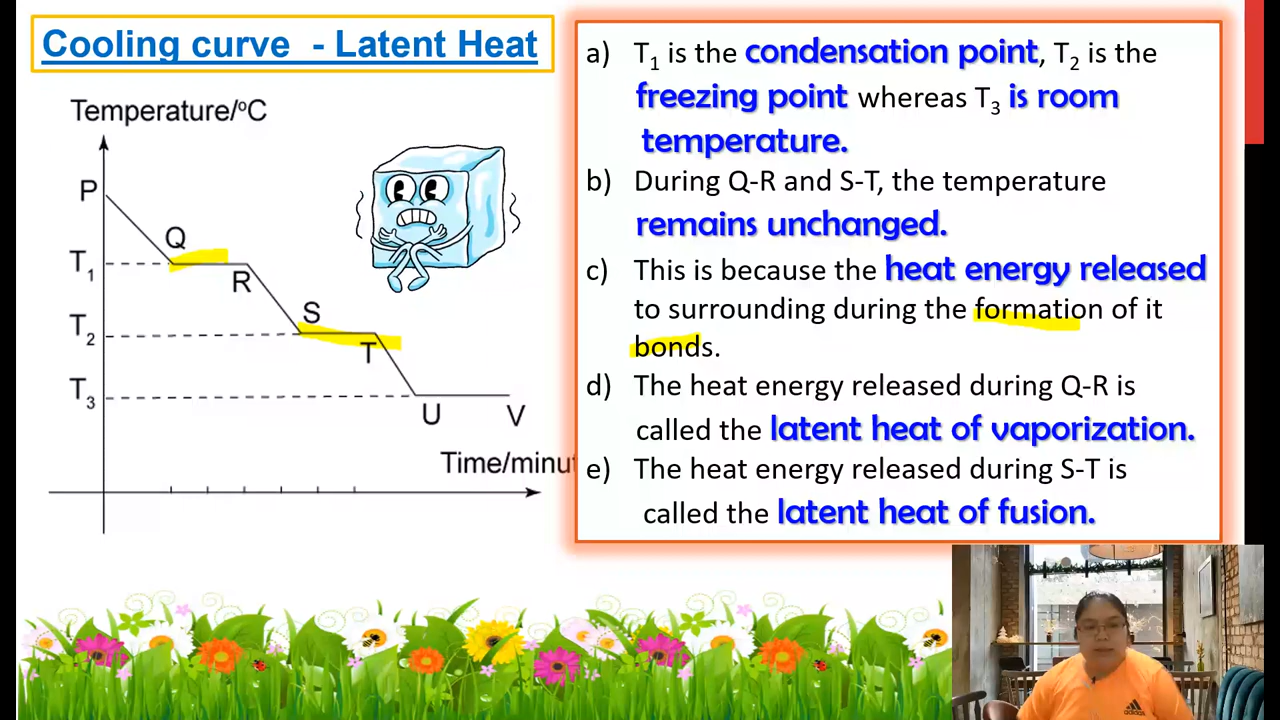 Cooling curve - Latent Heat
Temperature/°C
P
Q
T1
R
S
T2
T
T3
U
V
Time/minut
a) T1 is the condensation point, T2 is the
freezing point whereas T3 is room
temperature.
b) During Q-R and S-T, the temperature
remains unchanged.
c) This is because the heat energy released
to surrounding during the formation of it
bonds.
d) The heat energy released during Q-R is
called the latent heat of vaporization.
e) The heat energy released during S-T is
called the latent heat of fusion.
adidas